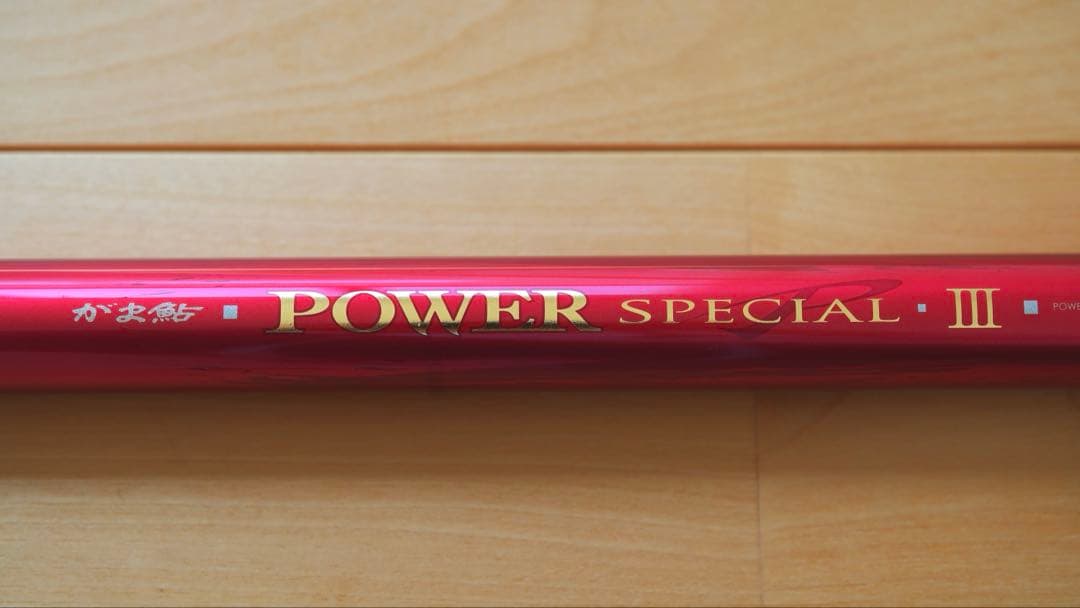 がま鮎 ▪ POWER SPECIAL ▪ III ▪